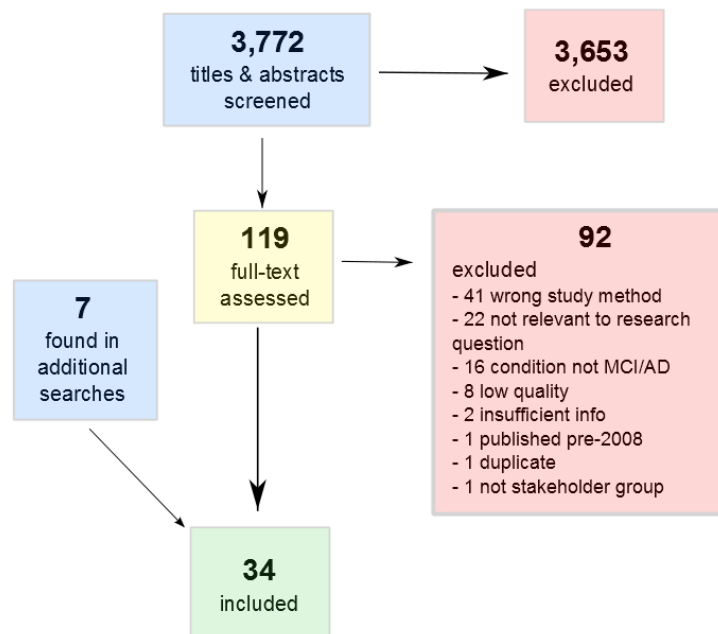 3,772
titles & abstracts
screened
3,653
excluded
119
full-text
assessed
92
excluded
- 41 wrong study method
- 22 not relevant to research
question
- 16 condition not MCI/AD
- 8 low quality
- 2 insufficient info
- 1 published pre-2008
- 1 duplicate
- 1 not stakeholder group
7
found in
additional
searches
34
included